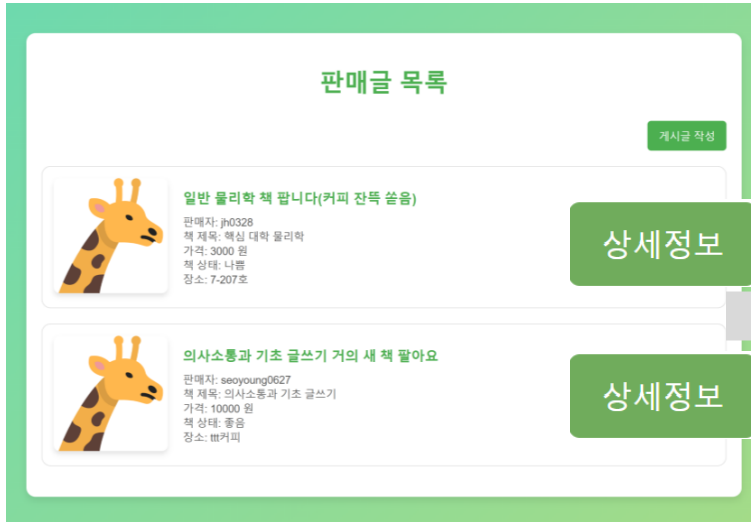 판매글 목록
게시글 작성
일반 물리학 책 팝니다(커피 잔뜩 쏟음)
판매자: jh0328
책 제목: 핵심 대학 물리학
가격: 3000 원
책 상태: 나쁨
장소: 7-207호
상세정보
의사소통과 기초 글쓰기 거의 새 책 팔아요
판매자: seoyoung0627
책 제목: 의사소통과 기초 글쓰기
가격: 10000 원
책 상태: 좋음
장소: ttt커피
상세정보